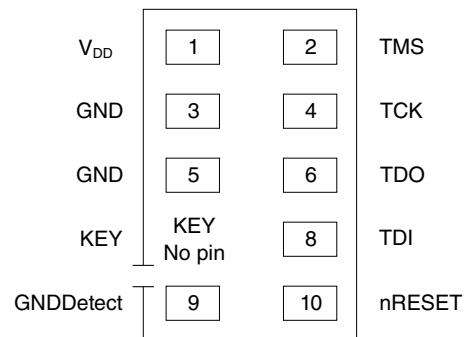 V_DD 1 2 TMS
GND 3 4 TCK
GND 5 6 TDO
KEY KEY 8 TDI
No pin
GNDDetect 9 10 nRESET